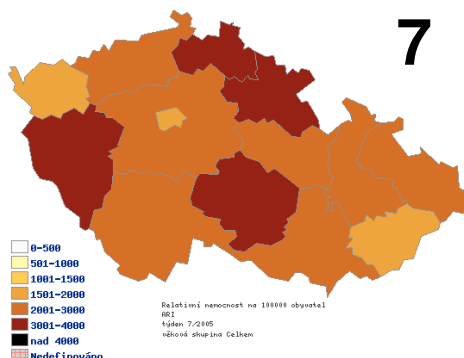 7
0-500
501-1000
1001-1500
1501-2000
2001-3000
3001-4000
nad 4000
Nedefinováno
Relativní nemocnost na 100000 obyvatel
ARI
týden 7/2005
věková skupina Celkem